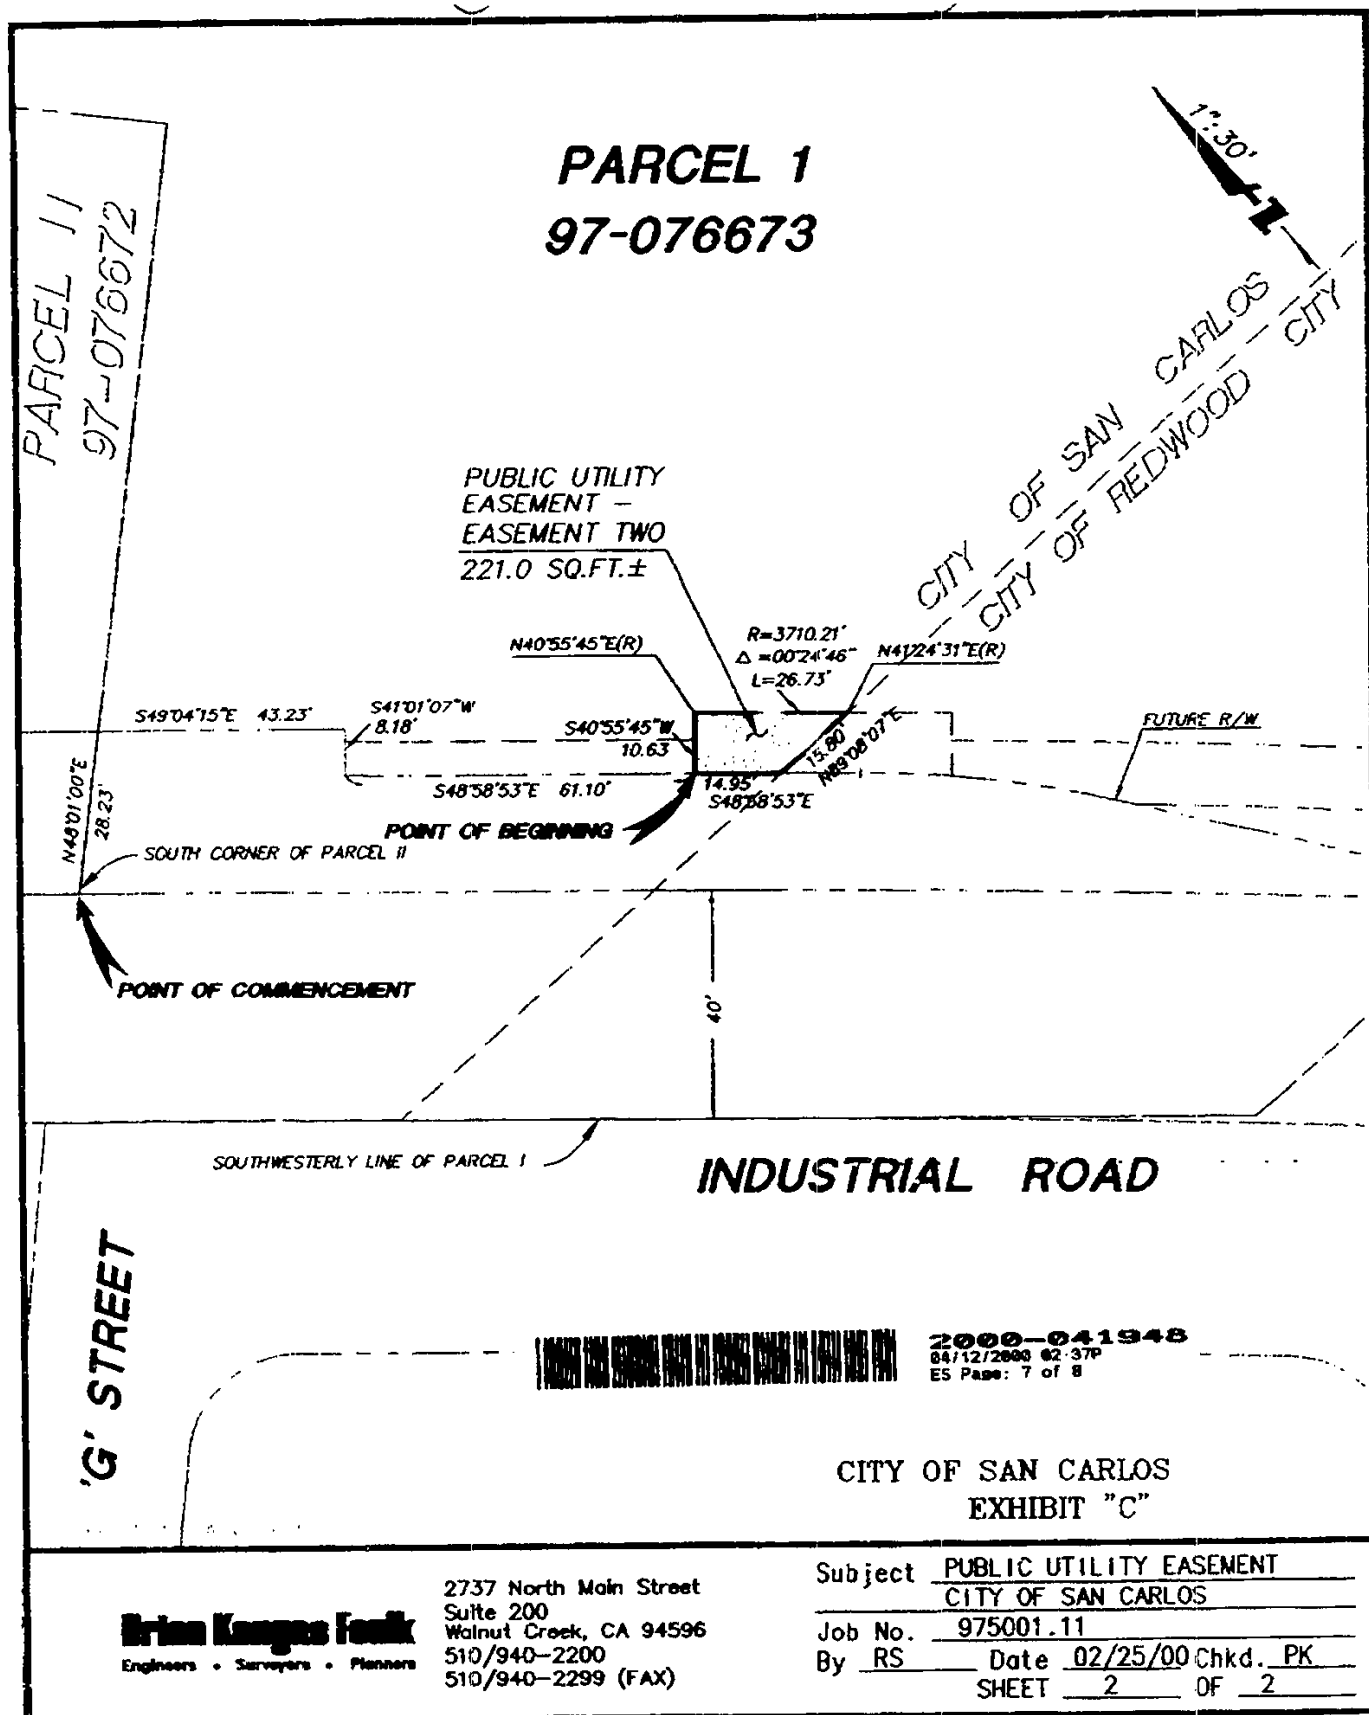 PARCEL 1
97-076673
1":30'
PARCEL II
97-076672
CITY OF SAN CARLOS
CITY OF REDWOOD CITY
PUBLIC UTILITY
EASEMENT -
EASEMENT TWO
221.0 SQ.FT.±
N40°55'45"E(R)
R=3710.21'
Δ=00°24'46"
L=26.73'
N41°24'31"E(R)
S49°04'15"E 43.23'
S41°01'07"W
8.18'
S40°55'45"W
10.63
15.80'
N89°08'07"E
FUTURE R/W
S48°58'53"E 61.10'
14.95'
S48°58'53"E
POINT OF BEGINNING
N48°01'00"E
28.23'
SOUTH CORNER OF PARCEL II
POINT OF COMMENCEMENT
40'
SOUTHWESTERLY LINE OF PARCEL I
INDUSTRIAL ROAD
'G' STREET
2000-041948
04/12/2000 02:37P
ES Page: 7 of 8
CITY OF SAN CARLOS
EXHIBIT "C"
Brian Kangas Foulk
Engineers • Surveyors • Planners
2737 North Main Street
Suite 200
Walnut Creek, CA 94596
510/940-2200
510/940-2299 (FAX)
Subject PUBLIC UTILITY EASEMENT
CITY OF SAN CARLOS
Job No. 975001.11
By RS Date 02/25/00 Chkd. PK
SHEET 2 OF 2